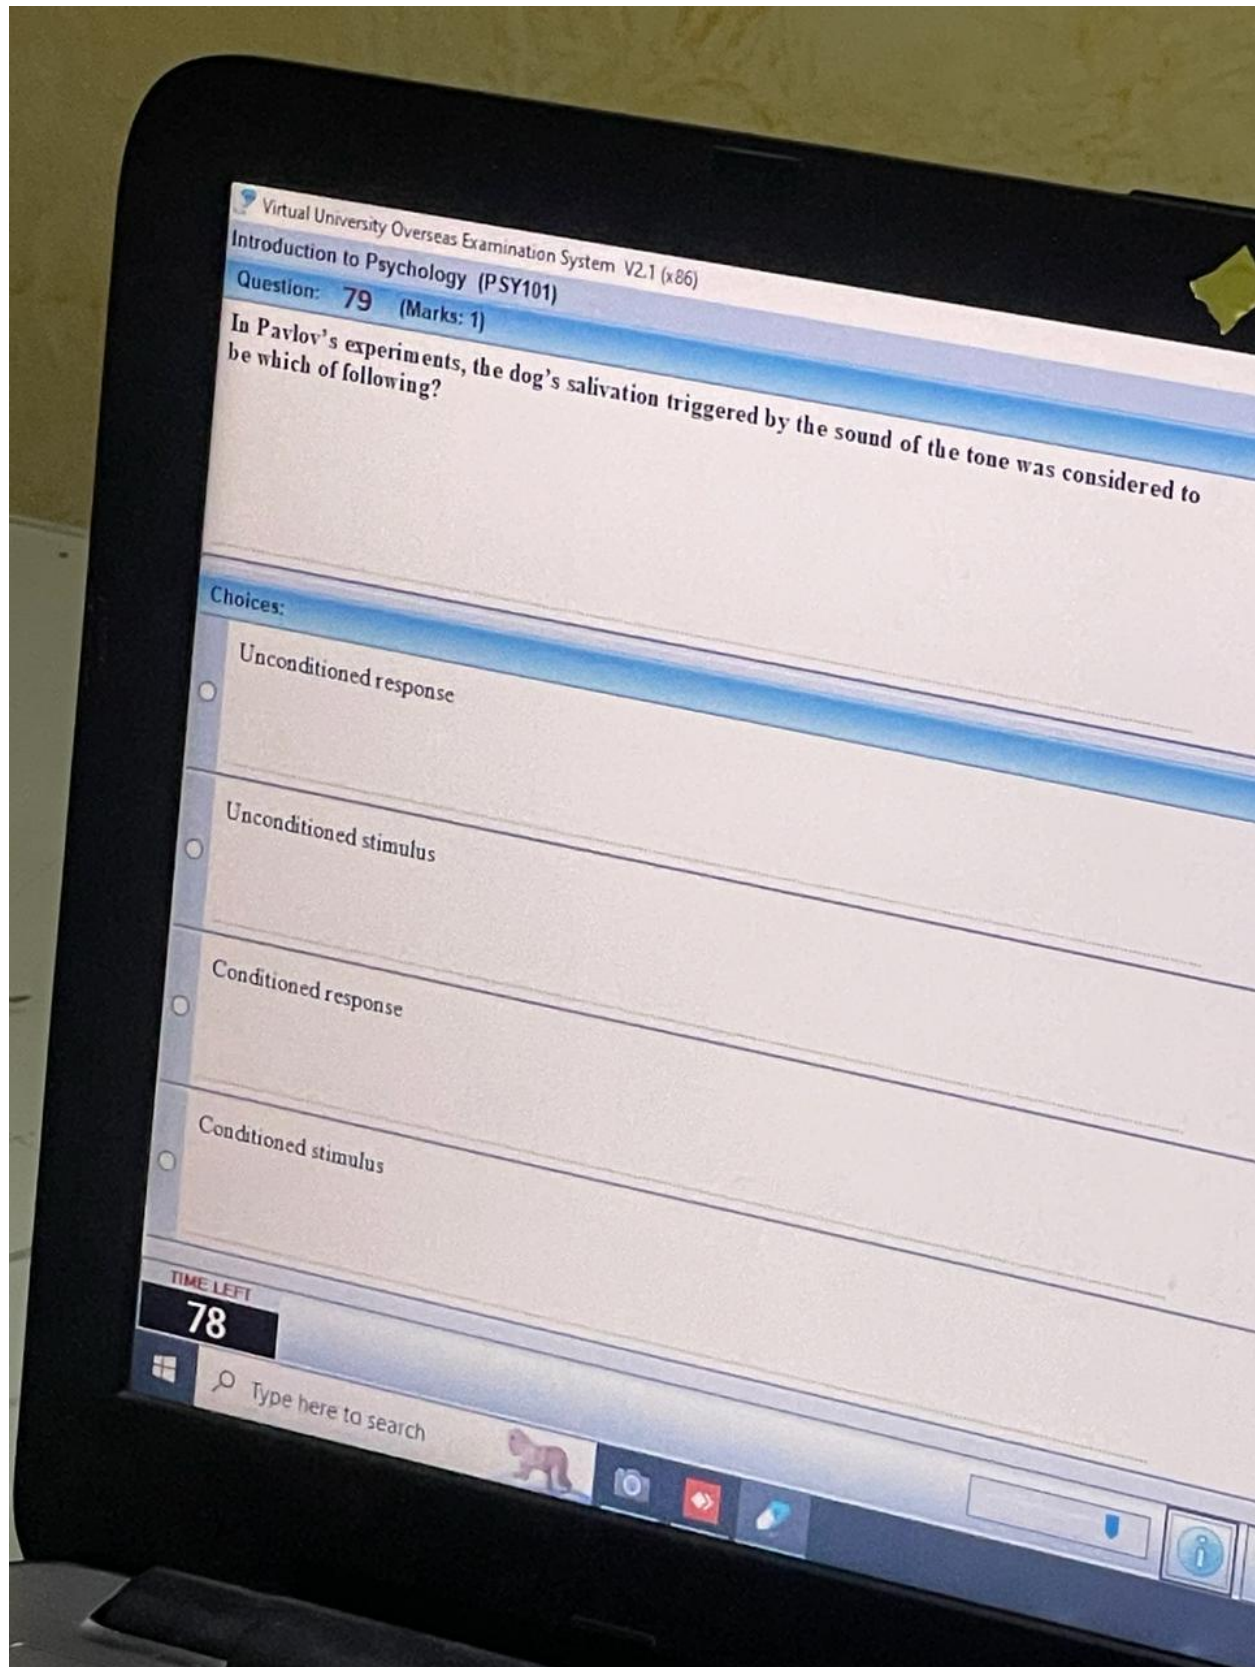 Virtual University Overseas Examination System V2.1 (x86)
Introduction to Psychology (PSY101)
Question: 79 (Marks: 1)
In Pavlov's experiments, the dog's salivation triggered by the sound of the tone was considered to
be which of following?
Choices:
Unconditioned response
Unconditioned stimulus
Conditioned response
Conditioned stimulus
TIME LEFT
78
Type here to search